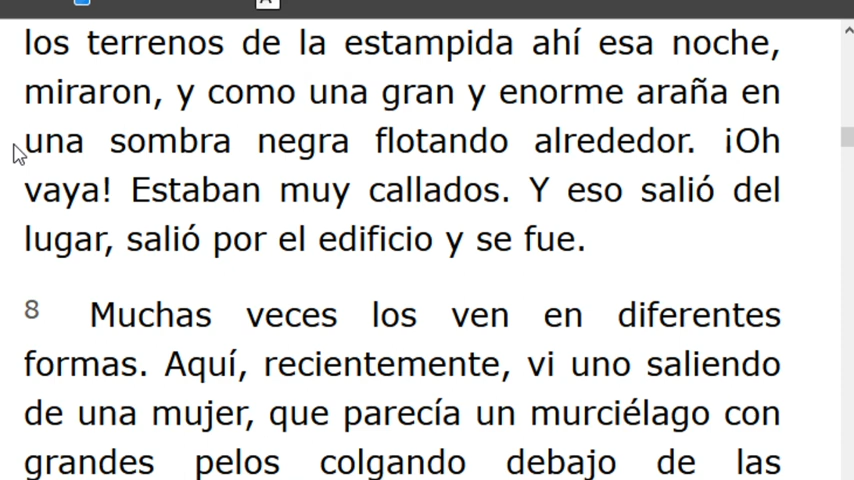 los terrenos de la estampida ahí esa noche,
miraron, y como una gran y enorme araña en
una sombra negra flotando alrededor. ¡Oh
vaya! Estaban muy callados. Y eso salió del
lugar, salió por el edificio y se fue.
8 Muchas veces los ven en diferentes
formas. Aquí, recientemente, vi uno saliendo
de una mujer, que parecía un murciélago con
grandes pelos colgando debajo de las